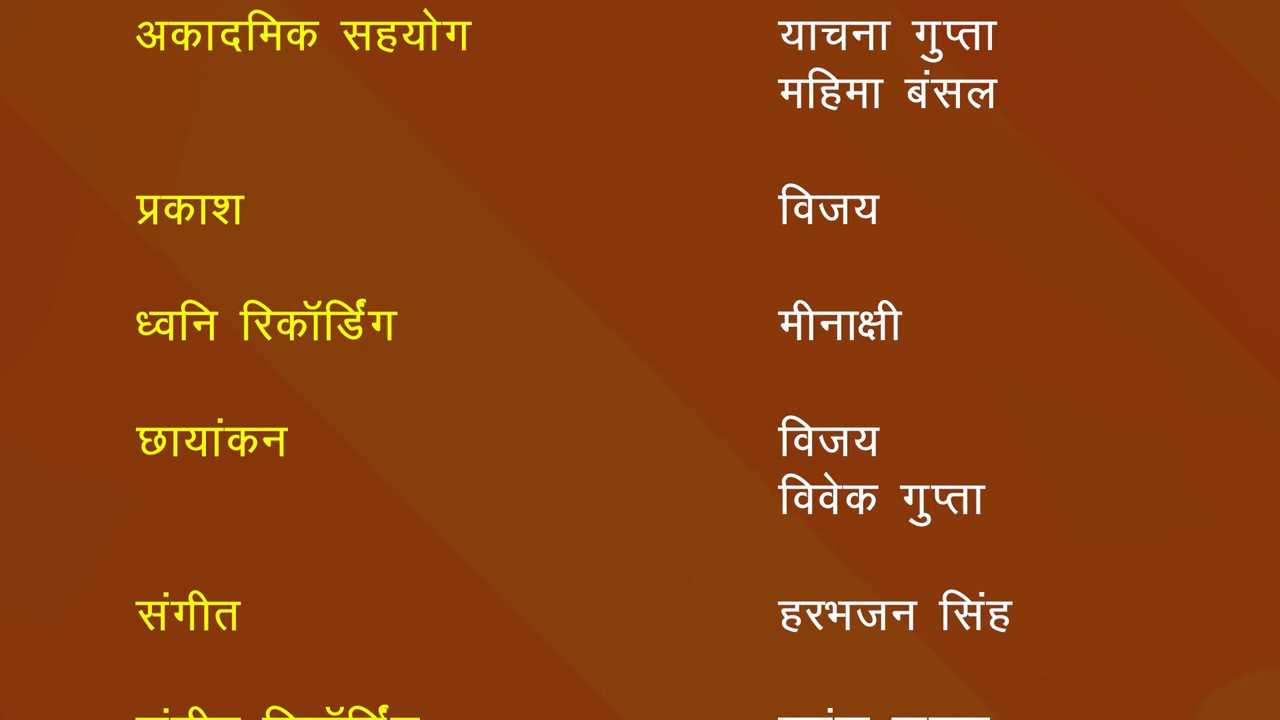 अकादमिक सहयोग याचना गुप्ता
महिमा बंसल
प्रकाश विजय
ध्वनि रिकॉर्डिंग मीनाक्षी
छायांकन विजय
विवेक गुप्ता
संगीत हरभजन सिंह